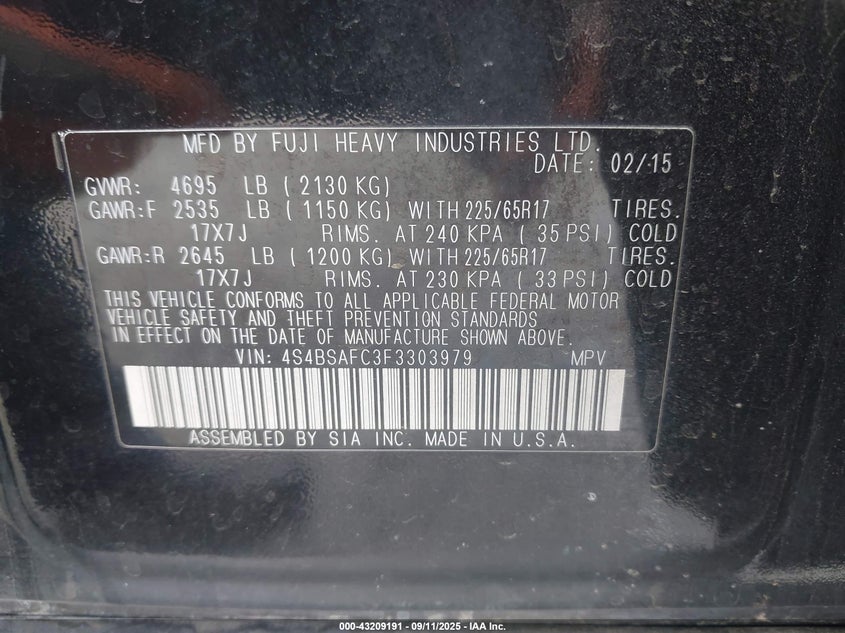 MFD BY FUJI HEAVY INDUSTRIES LTD.
DATE: 02/15
GVWR: 4695 LB ( 2130 KG)
GAWR:F 2535 LB ( 1150 KG) WITH 225/65R17 TIRES.
17X7J RIMS. AT 240 KPA ( 35 PSI) COLD
GAWR:R 2645 LB ( 1200 KG) WITH 225/65R17 TIRES.
17X7J RIMS. AT 230 KPA ( 33 PSI) COLD
THIS VEHICLE CONFORMS TO ALL APPLICABLE FEDERAL MOTOR
VEHICLE SAFETY AND THEFT PREVENTION STANDARDS
IN EFFECT ON THE DATE OF MANUFACTURE SHOWN ABOVE.
VIN: 4S4BSAFC3F3303979 MPV
ASSEMBLED BY SIA INC. MADE IN U.S.A.
000-43209191 - 09/11/2025 - IAA Inc.